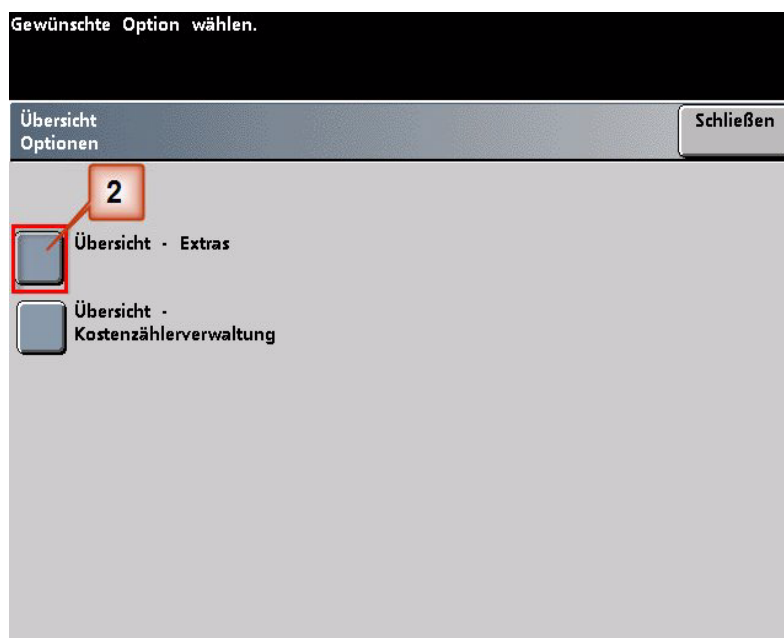 Gewünschte Option wählen.
Übersicht
Optionen
Schließen
2
Übersicht - Extras
Übersicht -
Kostenzählerverwaltung